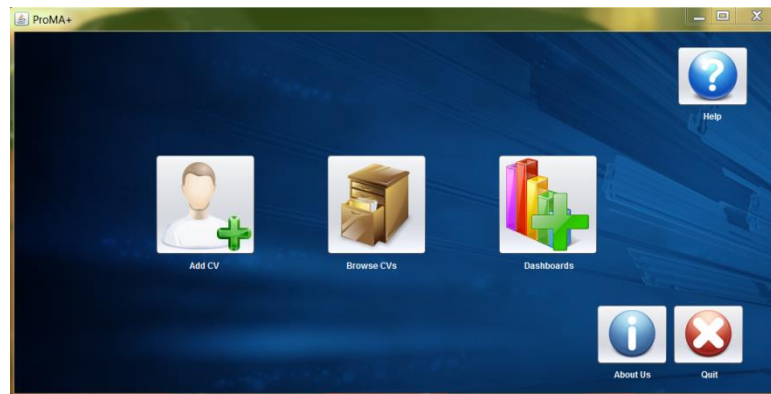 ProMA+
Help
Add CV
Browse CVs
Dashboards
About Us
Quit